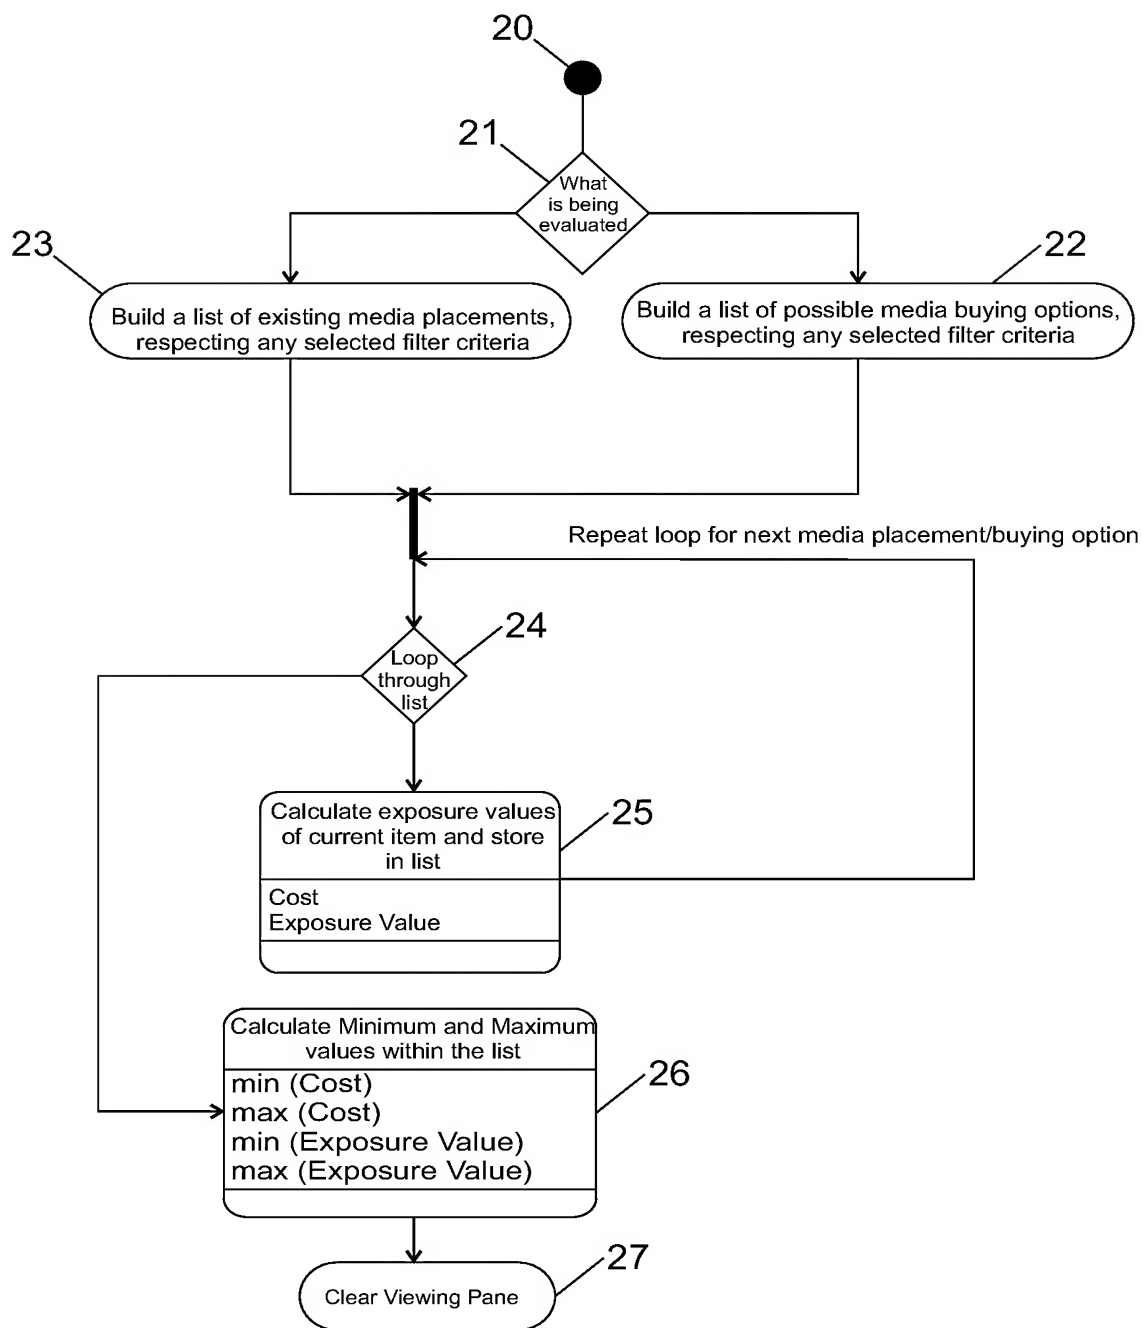 20
21
What
is being
evaluated
23
22
Build a list of existing media placements,
respecting any selected filter criteria
Build a list of possible media buying options,
respecting any selected filter criteria
Repeat loop for next media placement/buying option
24
Loop
through
list
25
Calculate exposure values
of current item and store
in list
Cost
Exposure Value
Calculate Minimum and Maximum
values within the list
26
min (Cost)
max (Cost)
min (Exposure Value)
max (Exposure Value)
27
Clear Viewing Pane